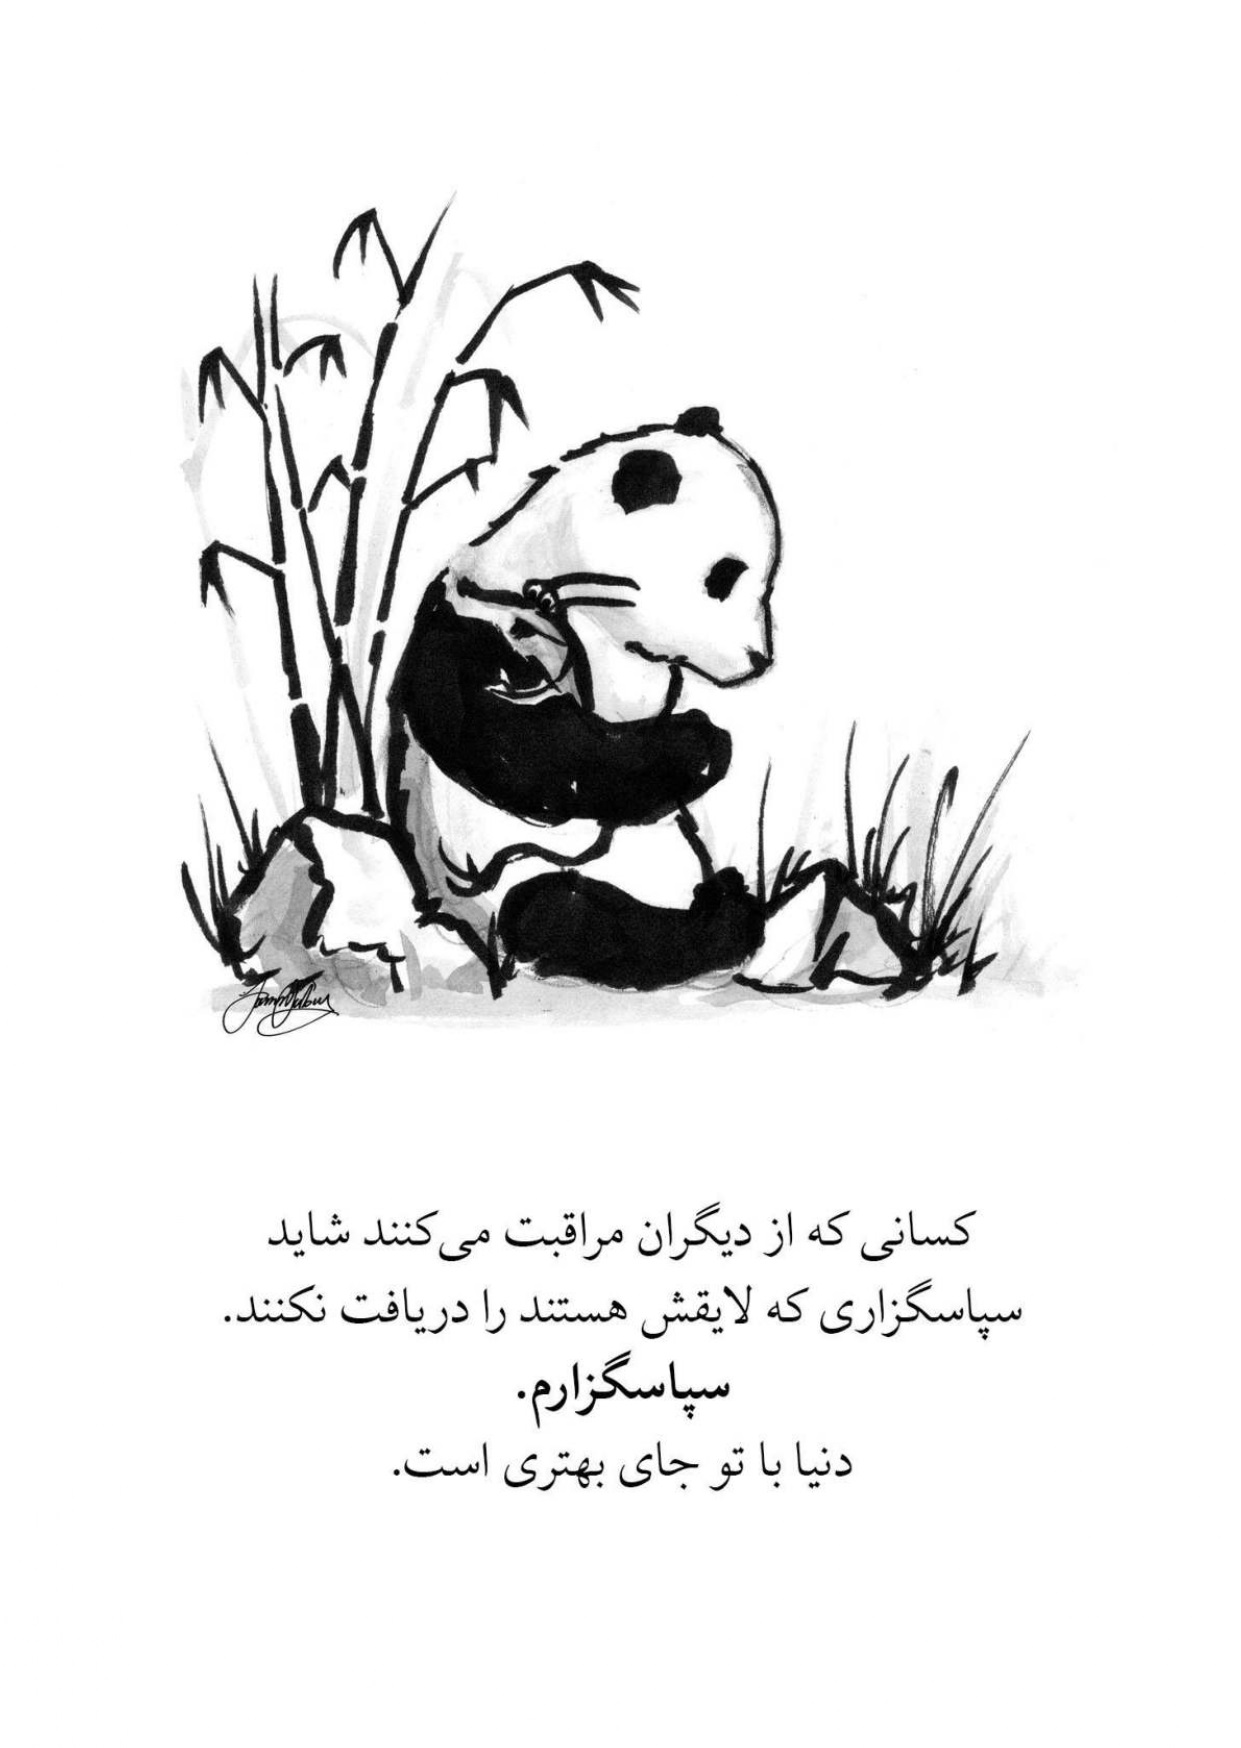 کسانی که از دیگران مراقبت می‌کنند شاید
سپاسگزاری که لایقش هستند را دریافت نکنند.
سپاسگزارم.
دنیا با تو جای بهتری است.